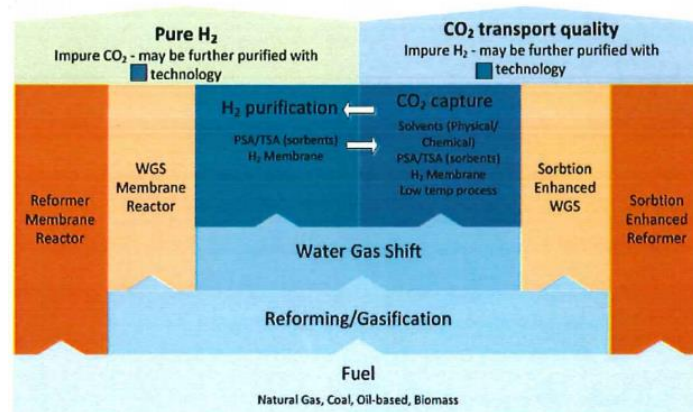 Pure H₂
Impure CO₂ - may be further purified with
technology
CO₂ transport quality
Impure H₂ - may be further purified with
technology
H₂ purification
PSA/TSA (sorbents)
H₂ Membrane
CO₂ capture
Solvents (Physical/
Chemical)
PSA/TSA (sorbents)
H₂ Membrane
Low temp process
Reformer
Membrane
Reactor
WGS
Membrane
Reactor
Sorbtion
Enhanced
WGS
Sorbtion
Enhanced
Reformer
Water Gas Shift
Reforming/Gasification
Fuel
Natural Gas, Coal, Oil-based, Biomass